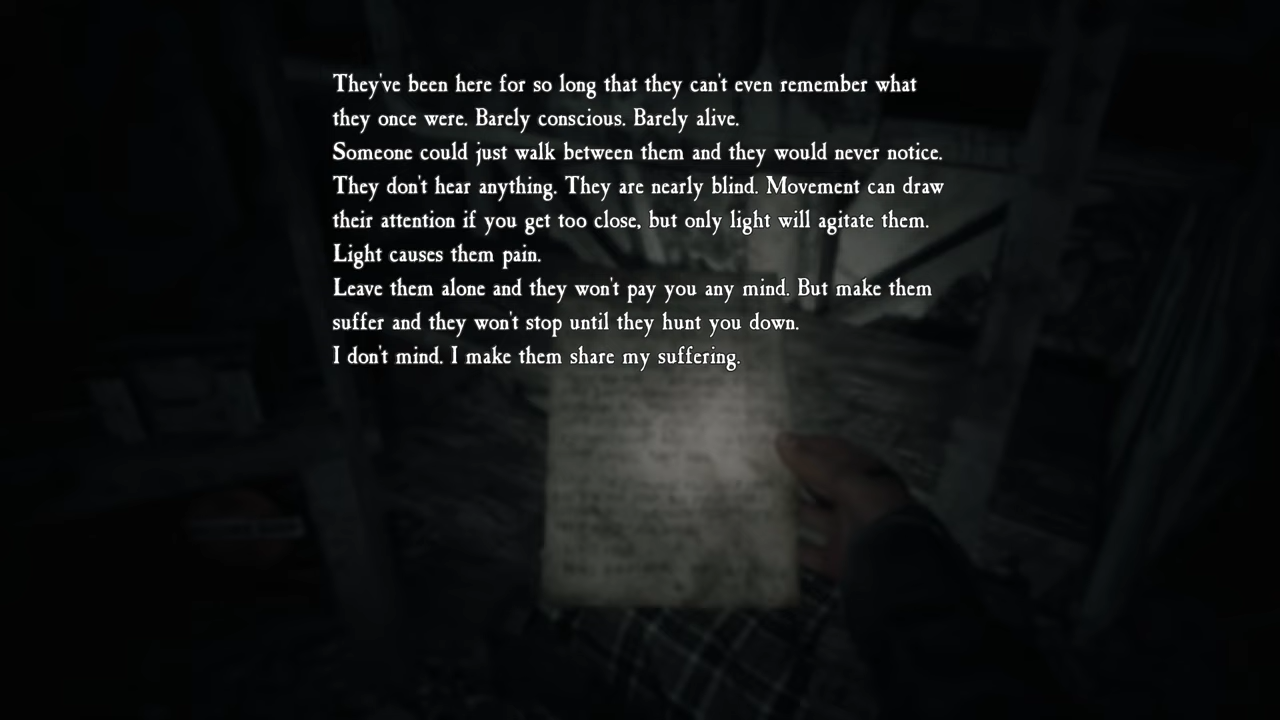 They've been here for so long that they can't even remember what
they once were. Barely conscious. Barely alive.
Someone could just walk between them and they would never notice.
They don't hear anything. They are nearly blind. Movement can draw
their attention if you get too close, but only light will agitate them.
Light causes them pain.
Leave them alone and they won't pay you any mind. But make them
suffer and they won't stop until they hunt you down.
I don't mind. I make them share my suffering.